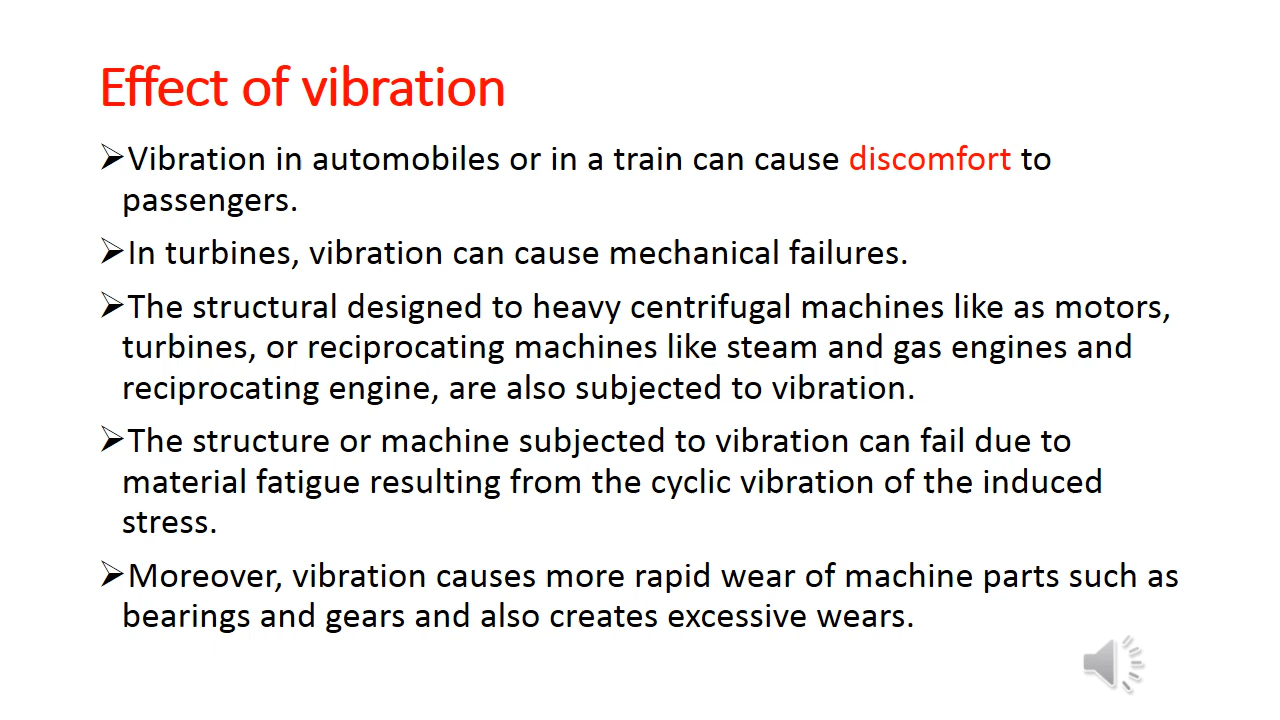 Effect of vibration
➢Vibration in automobiles or in a train can cause discomfort to
passengers.
➢In turbines, vibration can cause mechanical failures.
➢The structural designed to heavy centrifugal machines like as motors,
turbines, or reciprocating machines like steam and gas engines and
reciprocating engine, are also subjected to vibration.
➢The structure or machine subjected to vibration can fail due to
material fatigue resulting from the cyclic vibration of the induced
stress.
➢Moreover, vibration causes more rapid wear of machine parts such as
bearings and gears and also creates excessive wears.